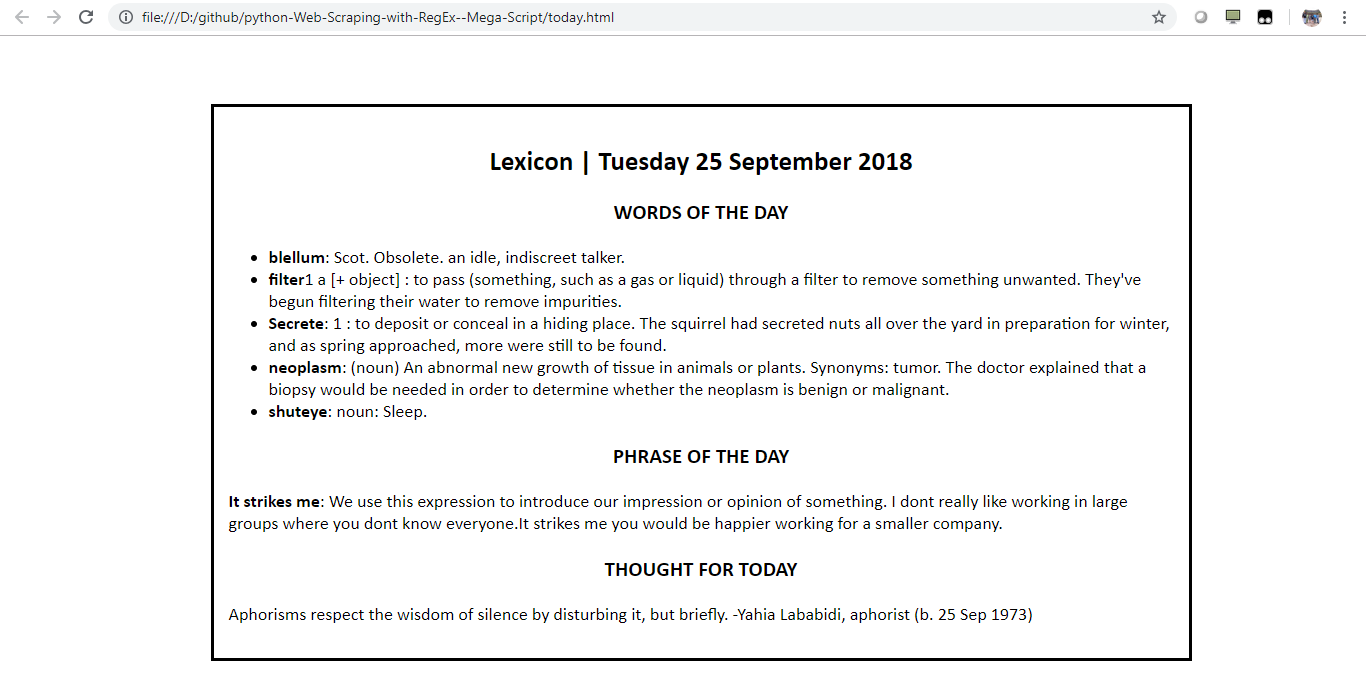 file:///D:/github/python-Web-Scraping-with-RegEx--Mega-Script/today.html
Lexicon | Tuesday 25 September 2018
WORDS OF THE DAY
• blellum: Scot. Obsolete. an idle, indiscreet talker.
• filter1 a [+ object] : to pass (something, such as a gas or liquid) through a filter to remove something unwanted. They've
begun filtering their water to remove impurities.
• Secrete: 1 : to deposit or conceal in a hiding place. The squirrel had secreted nuts all over the yard in preparation for winter,
and as spring approached, more were still to be found.
• neoplasm: (noun) An abnormal new growth of tissue in animals or plants. Synonyms: tumor. The doctor explained that a
biopsy would be needed in order to determine whether the neoplasm is benign or malignant.
• shuteye: noun: Sleep.
PHRASE OF THE DAY
It strikes me: We use this expression to introduce our impression or opinion of something. I dont really like working in large
groups where you dont know everyone.It strikes me you would be happier working for a smaller company.
THOUGHT FOR TODAY
Aphorisms respect the wisdom of silence by disturbing it, but briefly. -Yahia Lababidi, aphorist (b. 25 Sep 1973)